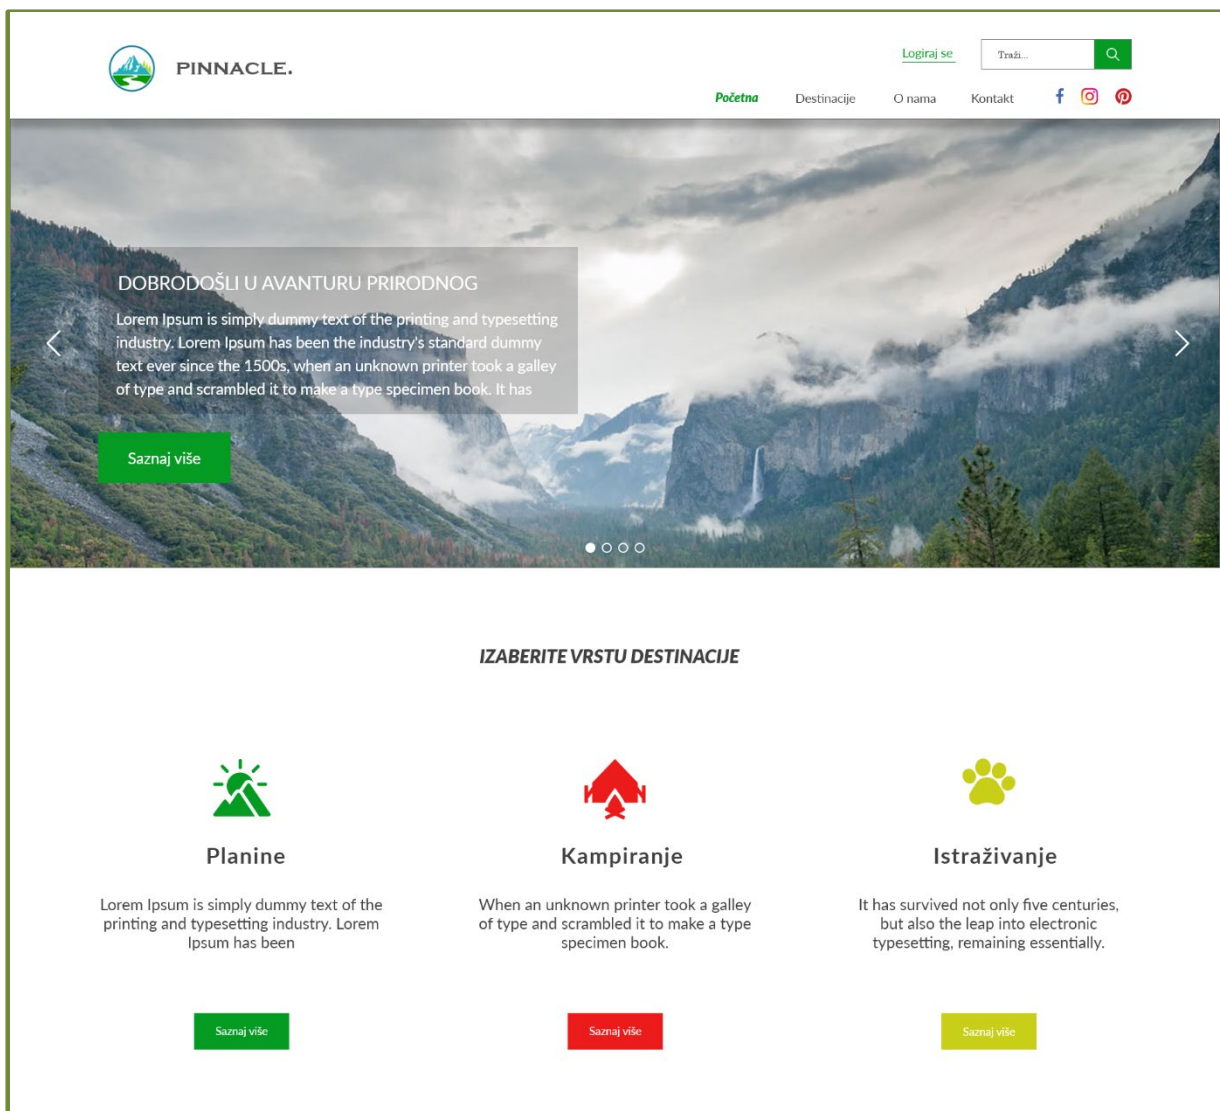 PINNACLE.
Logiraj se
Traži...
Početna
Destinacije
O nama
Kontakt
DOBRODOŠLI U AVANTURU PRIRODNOG
Lorem Ipsum is simply dummy text of the printing and typesetting
industry. Lorem Ipsum has been the industry's standard dummy
text ever since the 1500s, when an unknown printer took a galley
of type and scrambled it to make a type specimen book. It has
Saznaj više
IZABERITE VRSTU DESTINACIJE
Planine
Lorem Ipsum is simply dummy text of the
printing and typesetting industry. Lorem
Ipsum has been
Saznaj više
Kampiranje
When an unknown printer took a galley
of type and scrambled it to make a type
specimen book.
Saznaj više
Istraživanje
It has survived not only five centuries,
but also the leap into electronic
typesetting, remaining essentially.
Saznaj više